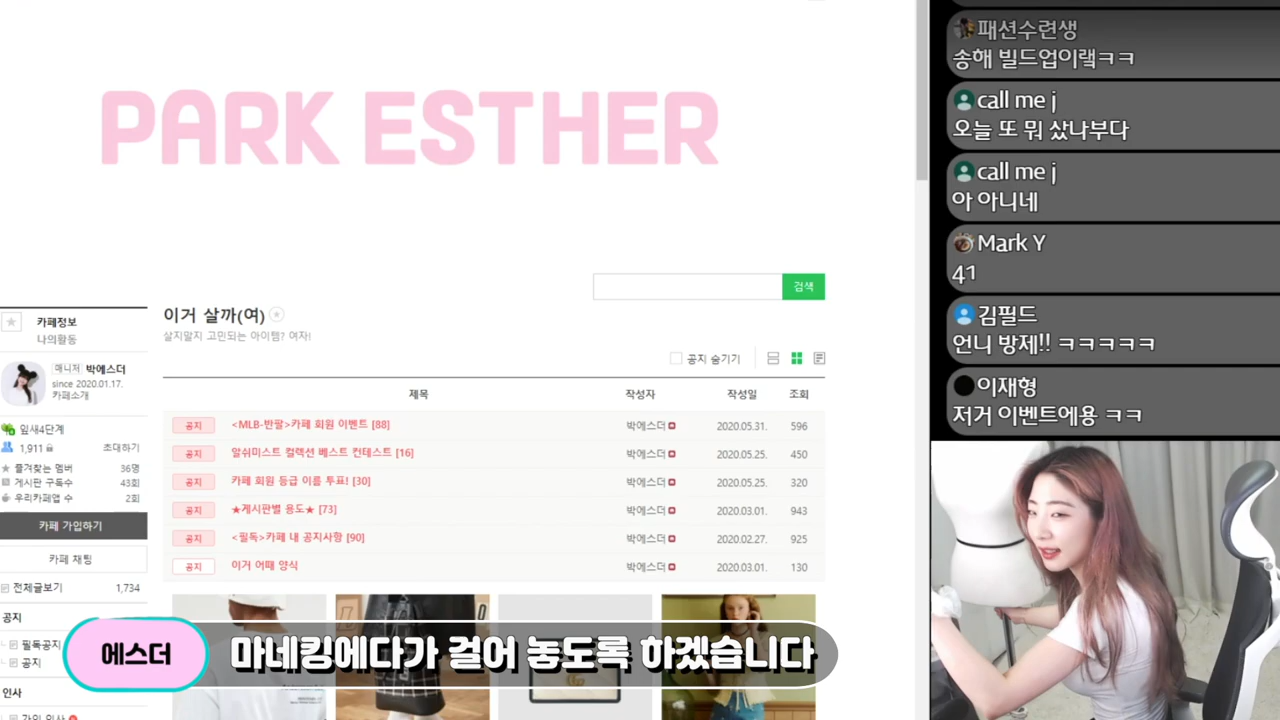 PARK ESTHER
검색
카페정보
나의활동
매니저 박에스더
since 2020.01.17.
카페소개
잎새4단계
1,911
초대하기
즐겨찾는 멤버 36명
게시판 구독수 43회
우리카페앱 수 2회
카페 가입하기
카페 채팅
전체글보기 1,734
공지
필독공지
공지
인사
가입 인사
이거 살까(여)
살지말지 고민되는 아이템? 여자!
공지 숨기기
제목 작성자 작성일 조회
공지 <MLB-반팔>카페 회원 이벤트 [88] 박에스더 2020.05.31. 596
공지 알쉬미스트 컬렉션 베스트 컨테스트 [16] 박에스더 2020.05.25. 450
공지 카페 회원 등급 이름 투표! [30] 박에스더 2020.05.25. 320
공지 ★게시판별 용도★ [73] 박에스더 2020.03.01. 943
공지 <필독>카페 내 공지사항 [90] 박에스더 2020.02.27. 925
공지 이거 어때 양식 박에스더 2020.03.01. 130
에스더
마네킹에다가 걸어 놓도록 하겠습니다
패션수련생
송해 빌드업이랰ㅋㅋ
call me j
오늘 또 뭐 샀나부다
call me j
아 아니네
Mark Y
41
김필드
언니 방제!! ㅋㅋㅋㅋㅋ
이재형
저거 이벤트에용 ㅋㅋ